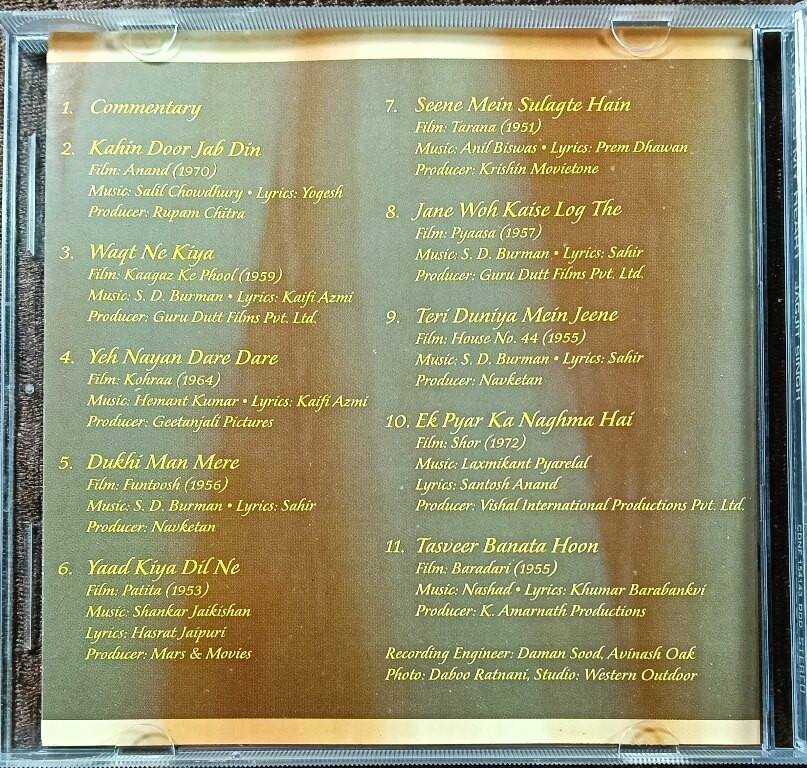 1. Commentary
2. Kahin Door Jab Din
Film: Anand (1970)
Music: Salil Chowdhury • Lyrics: Yogesh
Producer: Rupam Chitra
3. Waqt Ne Kiya
Film: Kaagaz Ke Phool (1959)
Music: S. D. Burman • Lyrics: Kaifi Azmi
Producer: Guru Dutt Films Pvt. Ltd.
4. Yeh Nayan Dare Dare
Film: Kohraa (1964)
Music: Hemant Kumar • Lyrics: Kaifi Azmi
Producer: Geetanjali Pictures
5. Dukhi Man Mere
Film: Funtoosh (1956)
Music: S. D. Burman • Lyrics: Sahir
Producer: Navketan
6. Yaad Kiya Dil Ne
Film: Patita (1953)
Music: Shankar Jaikishan
Lyrics: Hasrat Jaipuri
Producer: Mars & Movies
7. Seene Mein Sulagte Hain
Film: Tarana (1951)
Music: Anil Biswas • Lyrics: Prem Dhawan
Producer: Krishin Movietone
8. Jane Woh Kaise Log The
Film: Pyaasa (1957)
Music: S. D. Burman • Lyrics: Sahir
Producer: Guru Dutt Films Pvt. Ltd.
9. Teri Duniya Mein Jeene
Film: House No. 44 (1955)
Music: S. D. Burman • Lyrics: Sahir
Producer: Navketan
10. Ek Pyar Ka Naghma Hai
Film: Shor (1972)
Music: Laxmikant Pyarelal
Lyrics: Santosh Anand
Producer: Vishal International Productions Pvt. Ltd.
11. Tasveer Banata Hoon
Film: Baradari (1955)
Music: Nashad • Lyrics: Khumar Barabankvi
Producer: K. Amarnath Productions
Recording Engineer: Daman Sood, Avinash Oak
Photo: Daboo Ratnani, Studio: Western Outdoor
HEART JAGJIT SINGH
STEREO